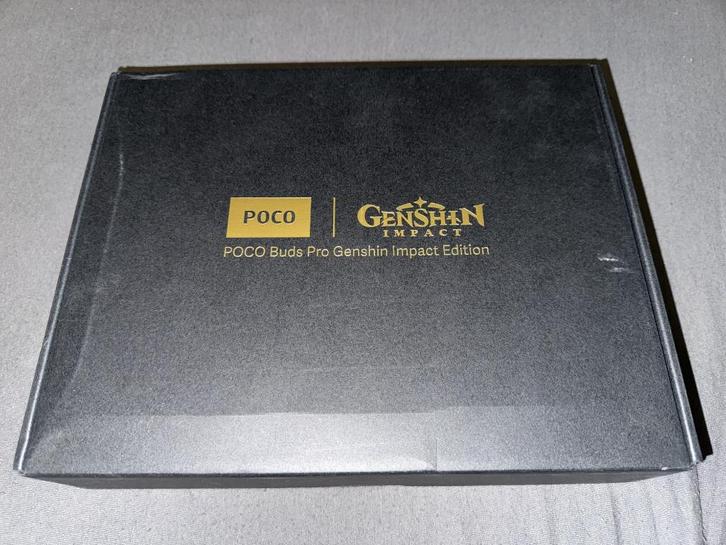 POCO
GENSHIN
IMPACT
POCO Buds Pro Genshin Impact Edition